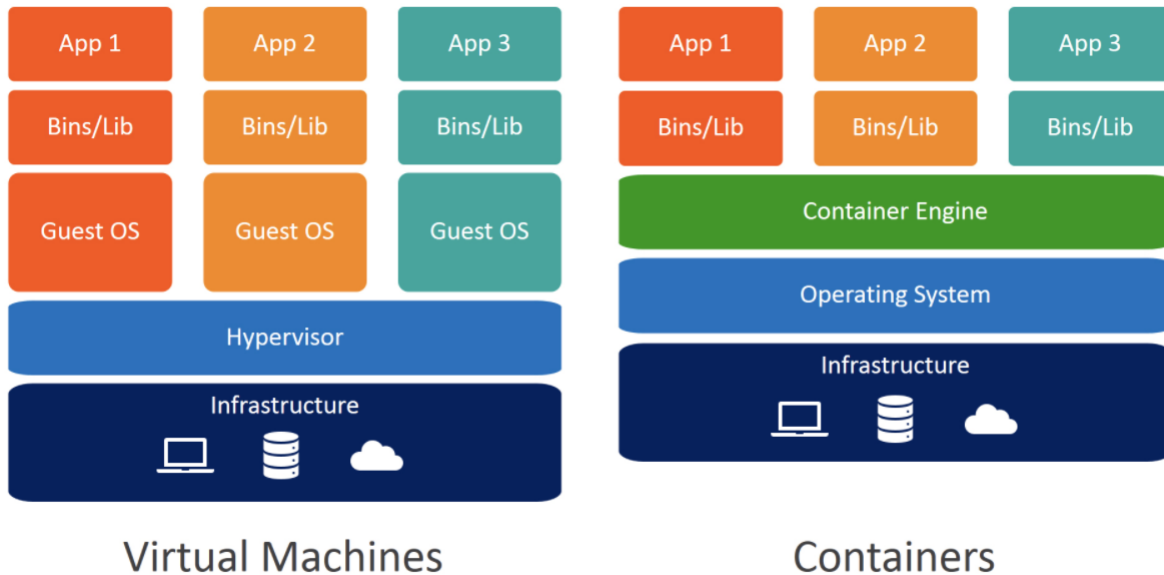 App 1
App 2
App 3
Bins/Lib
Bins/Lib
Bins/Lib
Guest OS
Guest OS
Guest OS
Hypervisor
Infrastructure
Virtual Machines
App 1
App 2
App 3
Bins/Lib
Bins/Lib
Bins/Lib
Container Engine
Operating System
Infrastructure
Containers